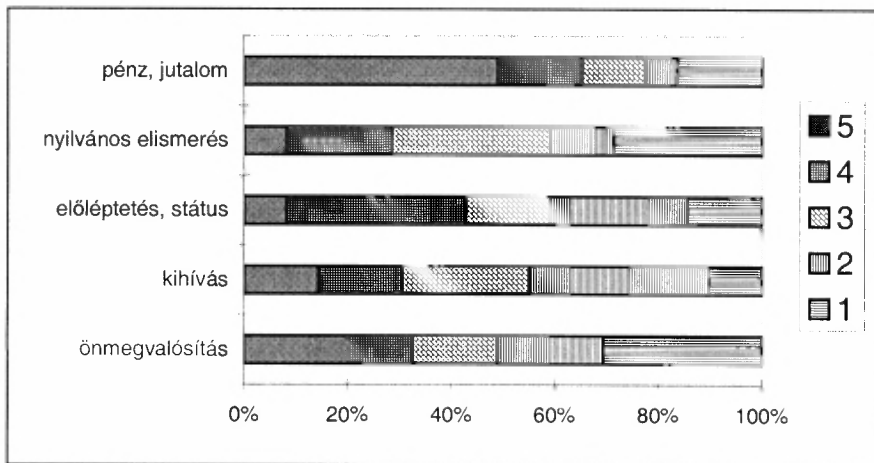 pénz, jutalom
nyilvános elismerés
előléptetés, státus
kihívás
önmegvalósítás
0% 20% 40% 60% 80% 100%
5
4
3
2
1